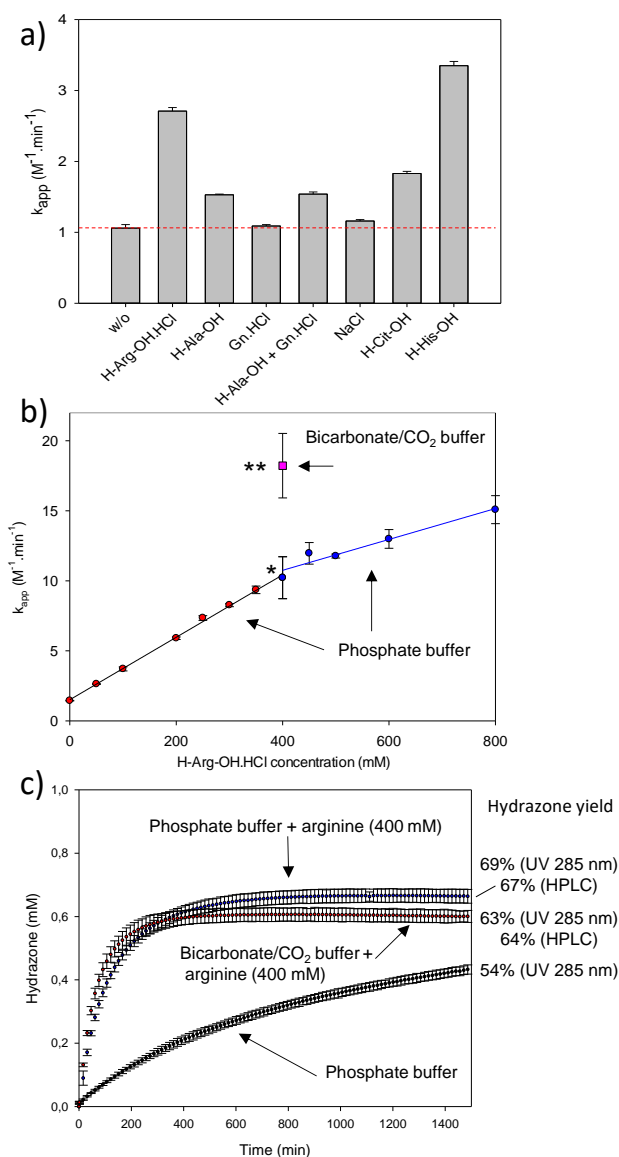 a)
4
3
2
1
0
k_app (M⁻¹.min⁻¹)
w/o
H-Arg-OH.HCl
H-Ala-OH
Gn.HCl
H-Ala-OH + Gn.HCl
NaCl
H-Cit-OH
H-His-OH
b)
20
15
10
5
0
k_app (M⁻¹.min⁻¹)
Bicarbonate/CO₂ buffer
**
*
Phosphate buffer
0 200 400 600 800
H-Arg-OH.HCl concentration (mM)
c)
Hydrazone yield
1,0
0,8
0,6
0,4
0,2
0,0
Hydrazone (mM)
Phosphate buffer + arginine (400 mM)
69% (UV 285 nm)
67% (HPLC)
63% (UV 285 nm)
64% (HPLC)
Bicarbonate/CO₂ buffer +
arginine (400 mM)
54% (UV 285 nm)
Phosphate buffer
0 200 400 600 800 1000 1200 1400
Time (min)